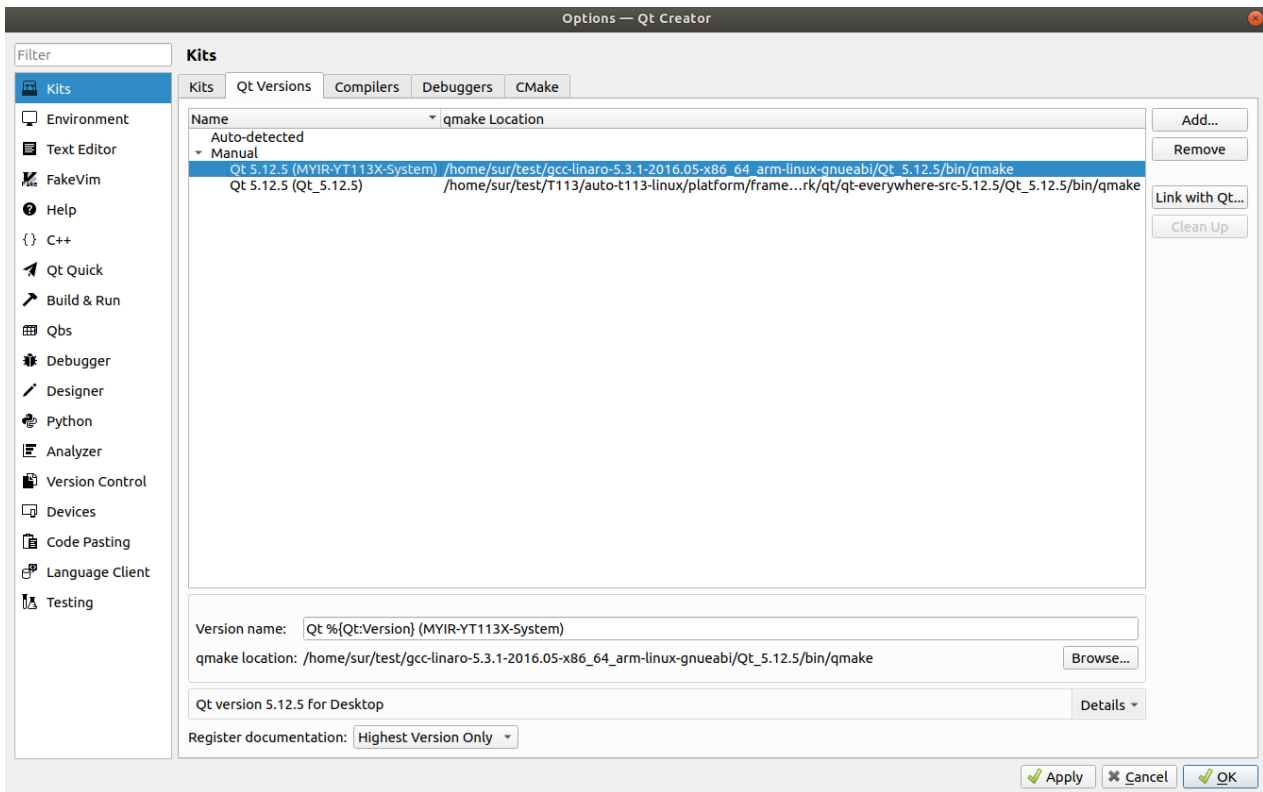 Options — Qt Creator
Filter
Kits
Environment
Text Editor
FakeVim
Help
{} C++
Qt Quick
Build & Run
Qbs
Debugger
Designer
Python
Analyzer
Version Control
Devices
Code Pasting
Language Client
Testing
Kits
Kits Qt Versions Compilers Debuggers CMake
Name qmake Location
Auto-detected
Manual
Qt 5.12.5 (MYIR-YT113X-System) /home/sur/test/gcc-linaro-5.3.1-2016.05-x86_64_arm-linux-gnueabi/Qt_5.12.5/bin/qmake
Qt 5.12.5 (Qt_5.12.5) /home/sur/test/T113/auto-t113-linux/platform/frame...rk/qt/qt-everywhere-src-5.12.5/Qt_5.12.5/bin/qmake
Add...
Remove
Link with Qt...
Clean Up
Version name: Qt %{Qt:Version} (MYIR-YT113X-System)
qmake location: /home/sur/test/gcc-linaro-5.3.1-2016.05-x86_64_arm-linux-gnueabi/Qt_5.12.5/bin/qmake Browse...
Qt version 5.12.5 for Desktop Details
Register documentation: Highest Version Only
Apply Cancel OK